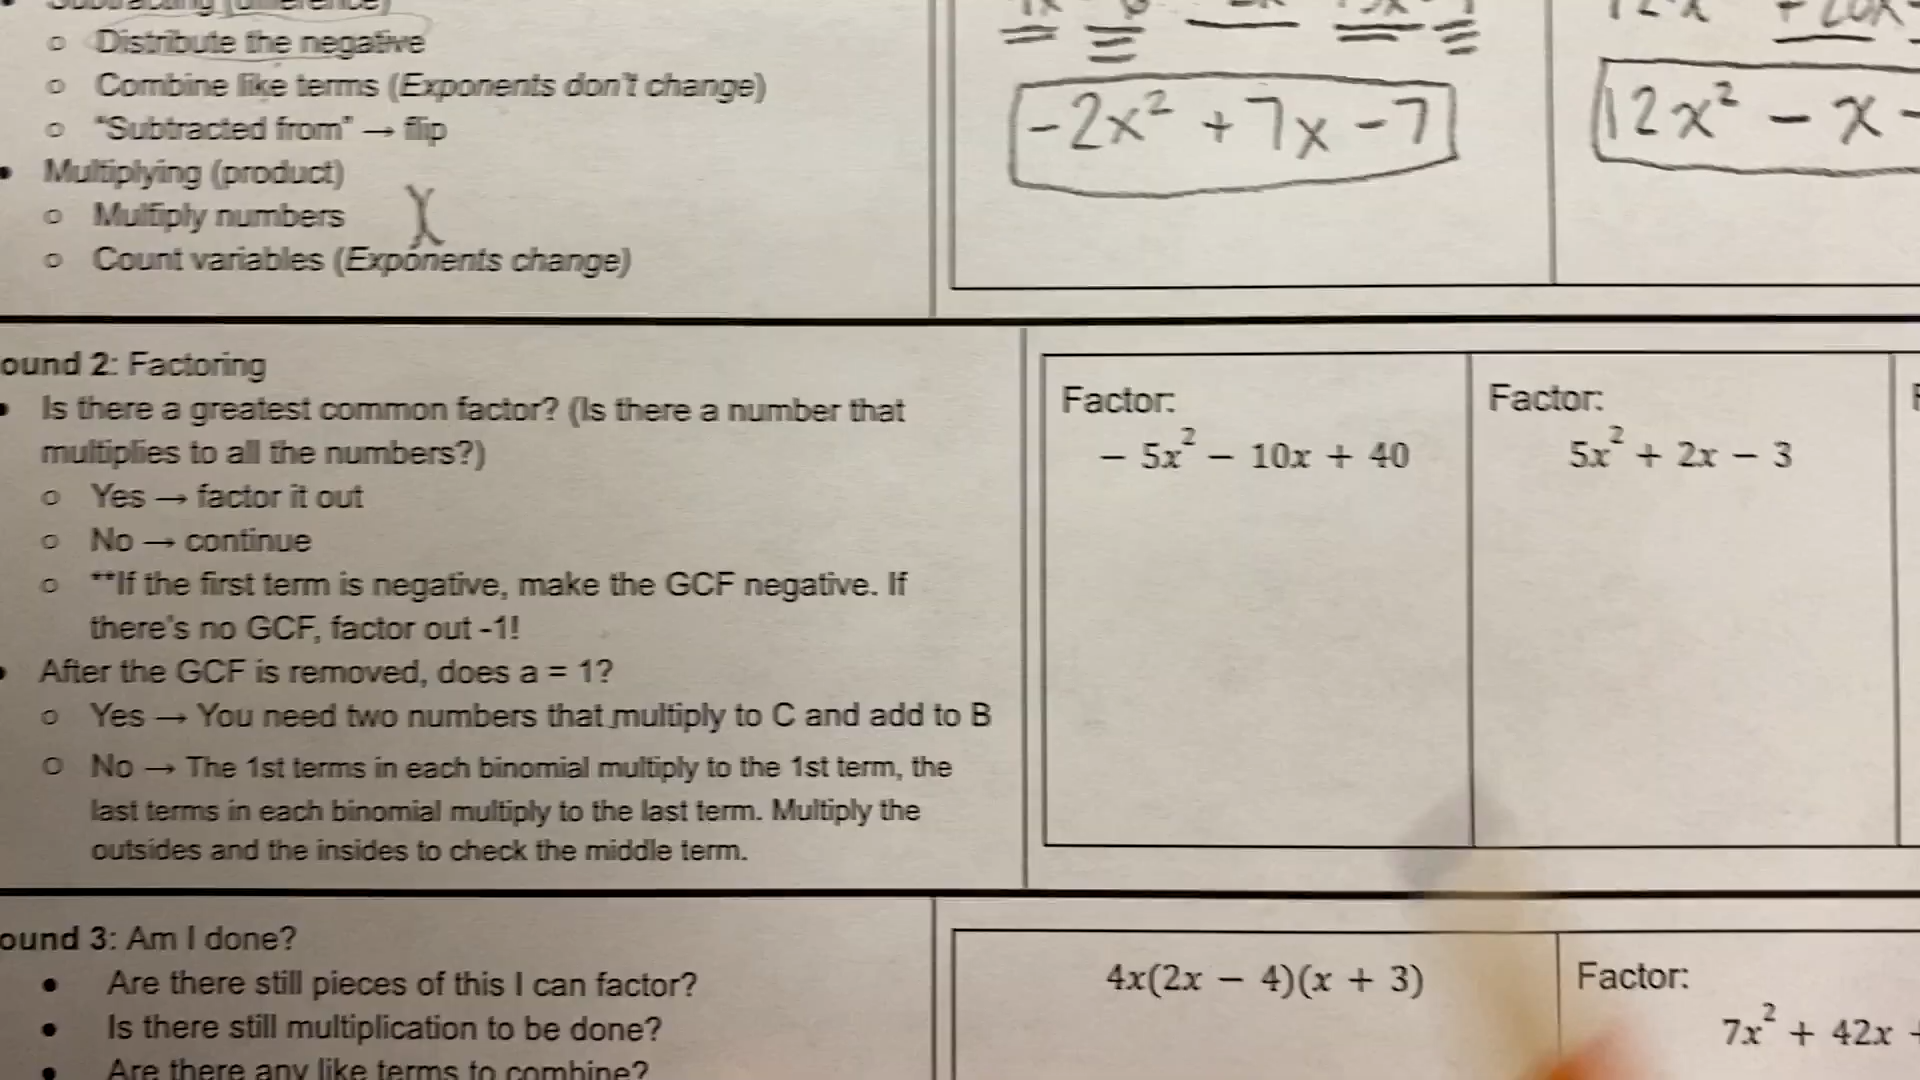 Subtracting (difference)
Distribute the negative
Combine like terms (Exponents don't change)
"Subtracted from" → flip
Multiplying (product)
Multiply numbers
x
Count variables (Exponents change)
-2x² + 7x - 7
12x² - x -
ound 2: Factoring
Is there a greatest common factor? (Is there a number that
multiplies to all the numbers?)
Yes → factor it out
No → continue
**If the first term is negative, make the GCF negative. If
there's no GCF, factor out -1!
After the GCF is removed, does a = 1?
Yes → You need two numbers that multiply to C and add to B
No → The 1st terms in each binomial multiply to the 1st term, the
last terms in each binomial multiply to the last term. Multiply the
outsides and the insides to check the middle term.
Factor:
− 5x² − 10x + 40
Factor:
5x² + 2x − 3
ound 3: Am I done?
Are there still pieces of this I can factor?
Is there still multiplication to be done?
Are there any like terms to combine?
4x(2x − 4)(x + 3)
Factor:
7x² + 42x +